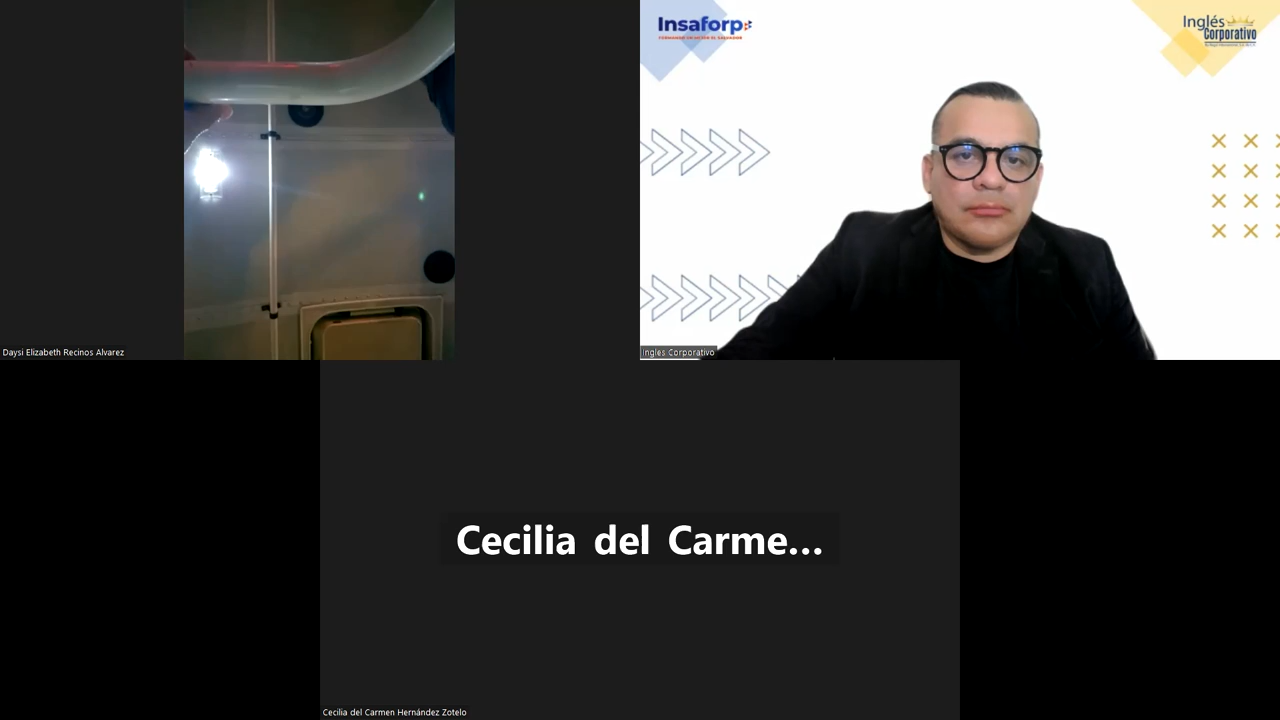 Insaforp
Inglés
Corporativo
Daysi Elizabeth Recinos Alvarez
Ingles Corporativo
Cecilia del Carme...
Cecilia del Carmen Hernández Zotelo